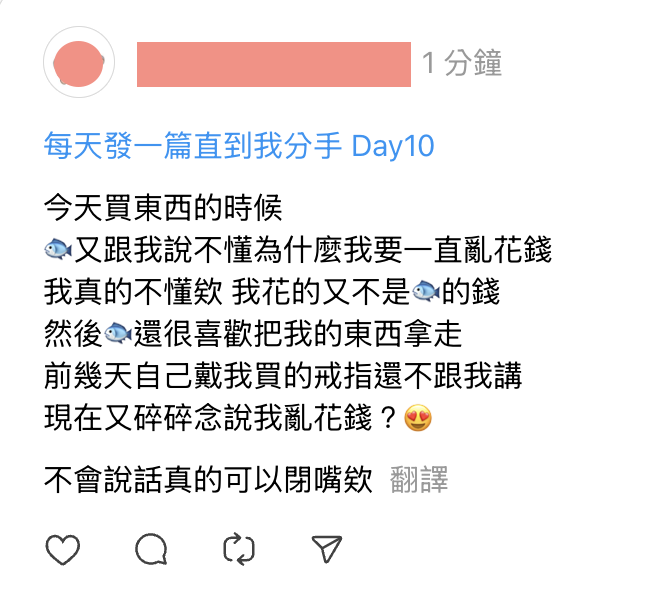 1 分鐘
每天發一篇直到我分手 Day10
今天買東西的時候
🐟又跟我說不懂為什麼我要一直亂花錢
我真的不懂欸 我花的又不是🐟的錢
然後🐟還很喜歡把我的東西拿走
前幾天自己戴我買的戒指還不跟我講
現在又碎碎念說我亂花錢？😍
不會說話真的可以閉嘴欸 翻譯